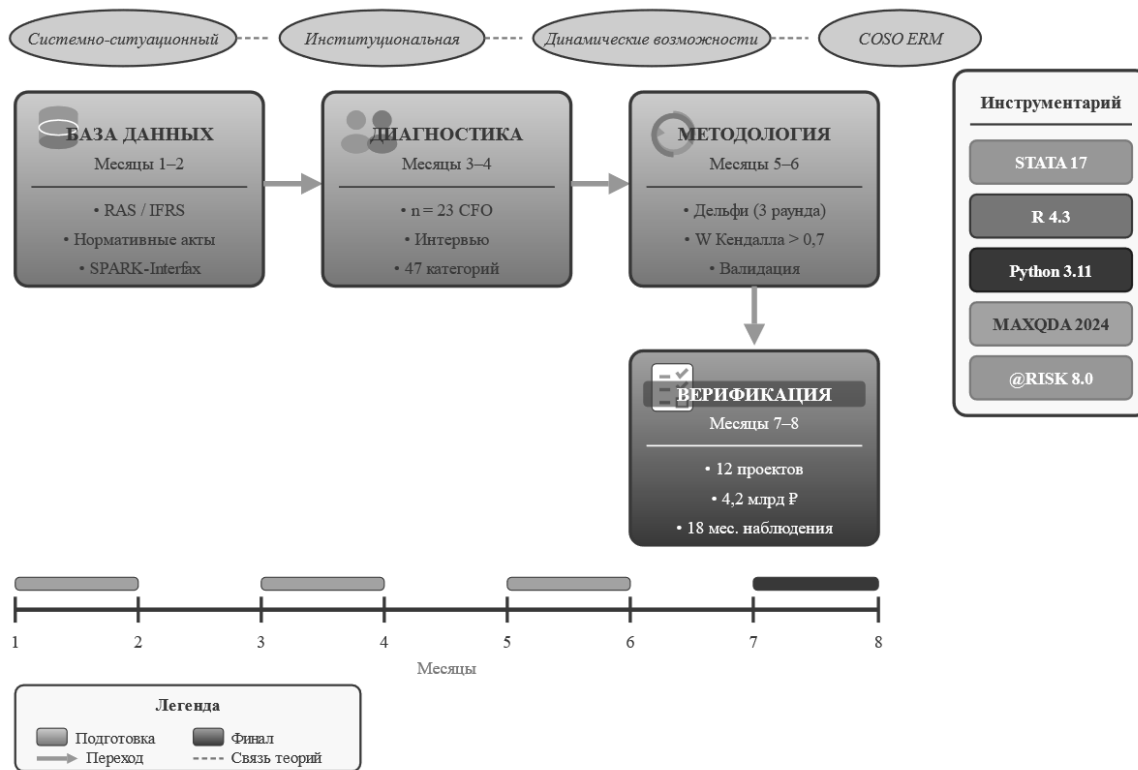 Системно-ситуационный
Институциональная
Динамические возможности
COSO ERM
БАЗА ДАННЫХ
Месяцы 1–2
• RAS / IFRS
• Нормативные акты
• SPARK-Interfax
ДИАГНОСТИКА
Месяцы 3–4
• n = 23 CFO
• Интервью
• 47 категорий
МЕТОДОЛОГИЯ
Месяцы 5–6
• Дельфи (3 раунда)
• W Кендалла > 0,7
• Валидация
ВЕРИФИКАЦИЯ
Месяцы 7–8
• 12 проектов
• 4,2 млрд ₽
• 18 мес. наблюдения
Инструментарий
STATA 17
R 4.3
Python 3.11
MAXQDA 2024
@RISK 8.0
1 2 3 4 5 6 7 8
Месяцы
Легенда
Подготовка
Финал
Переход
Связь теорий